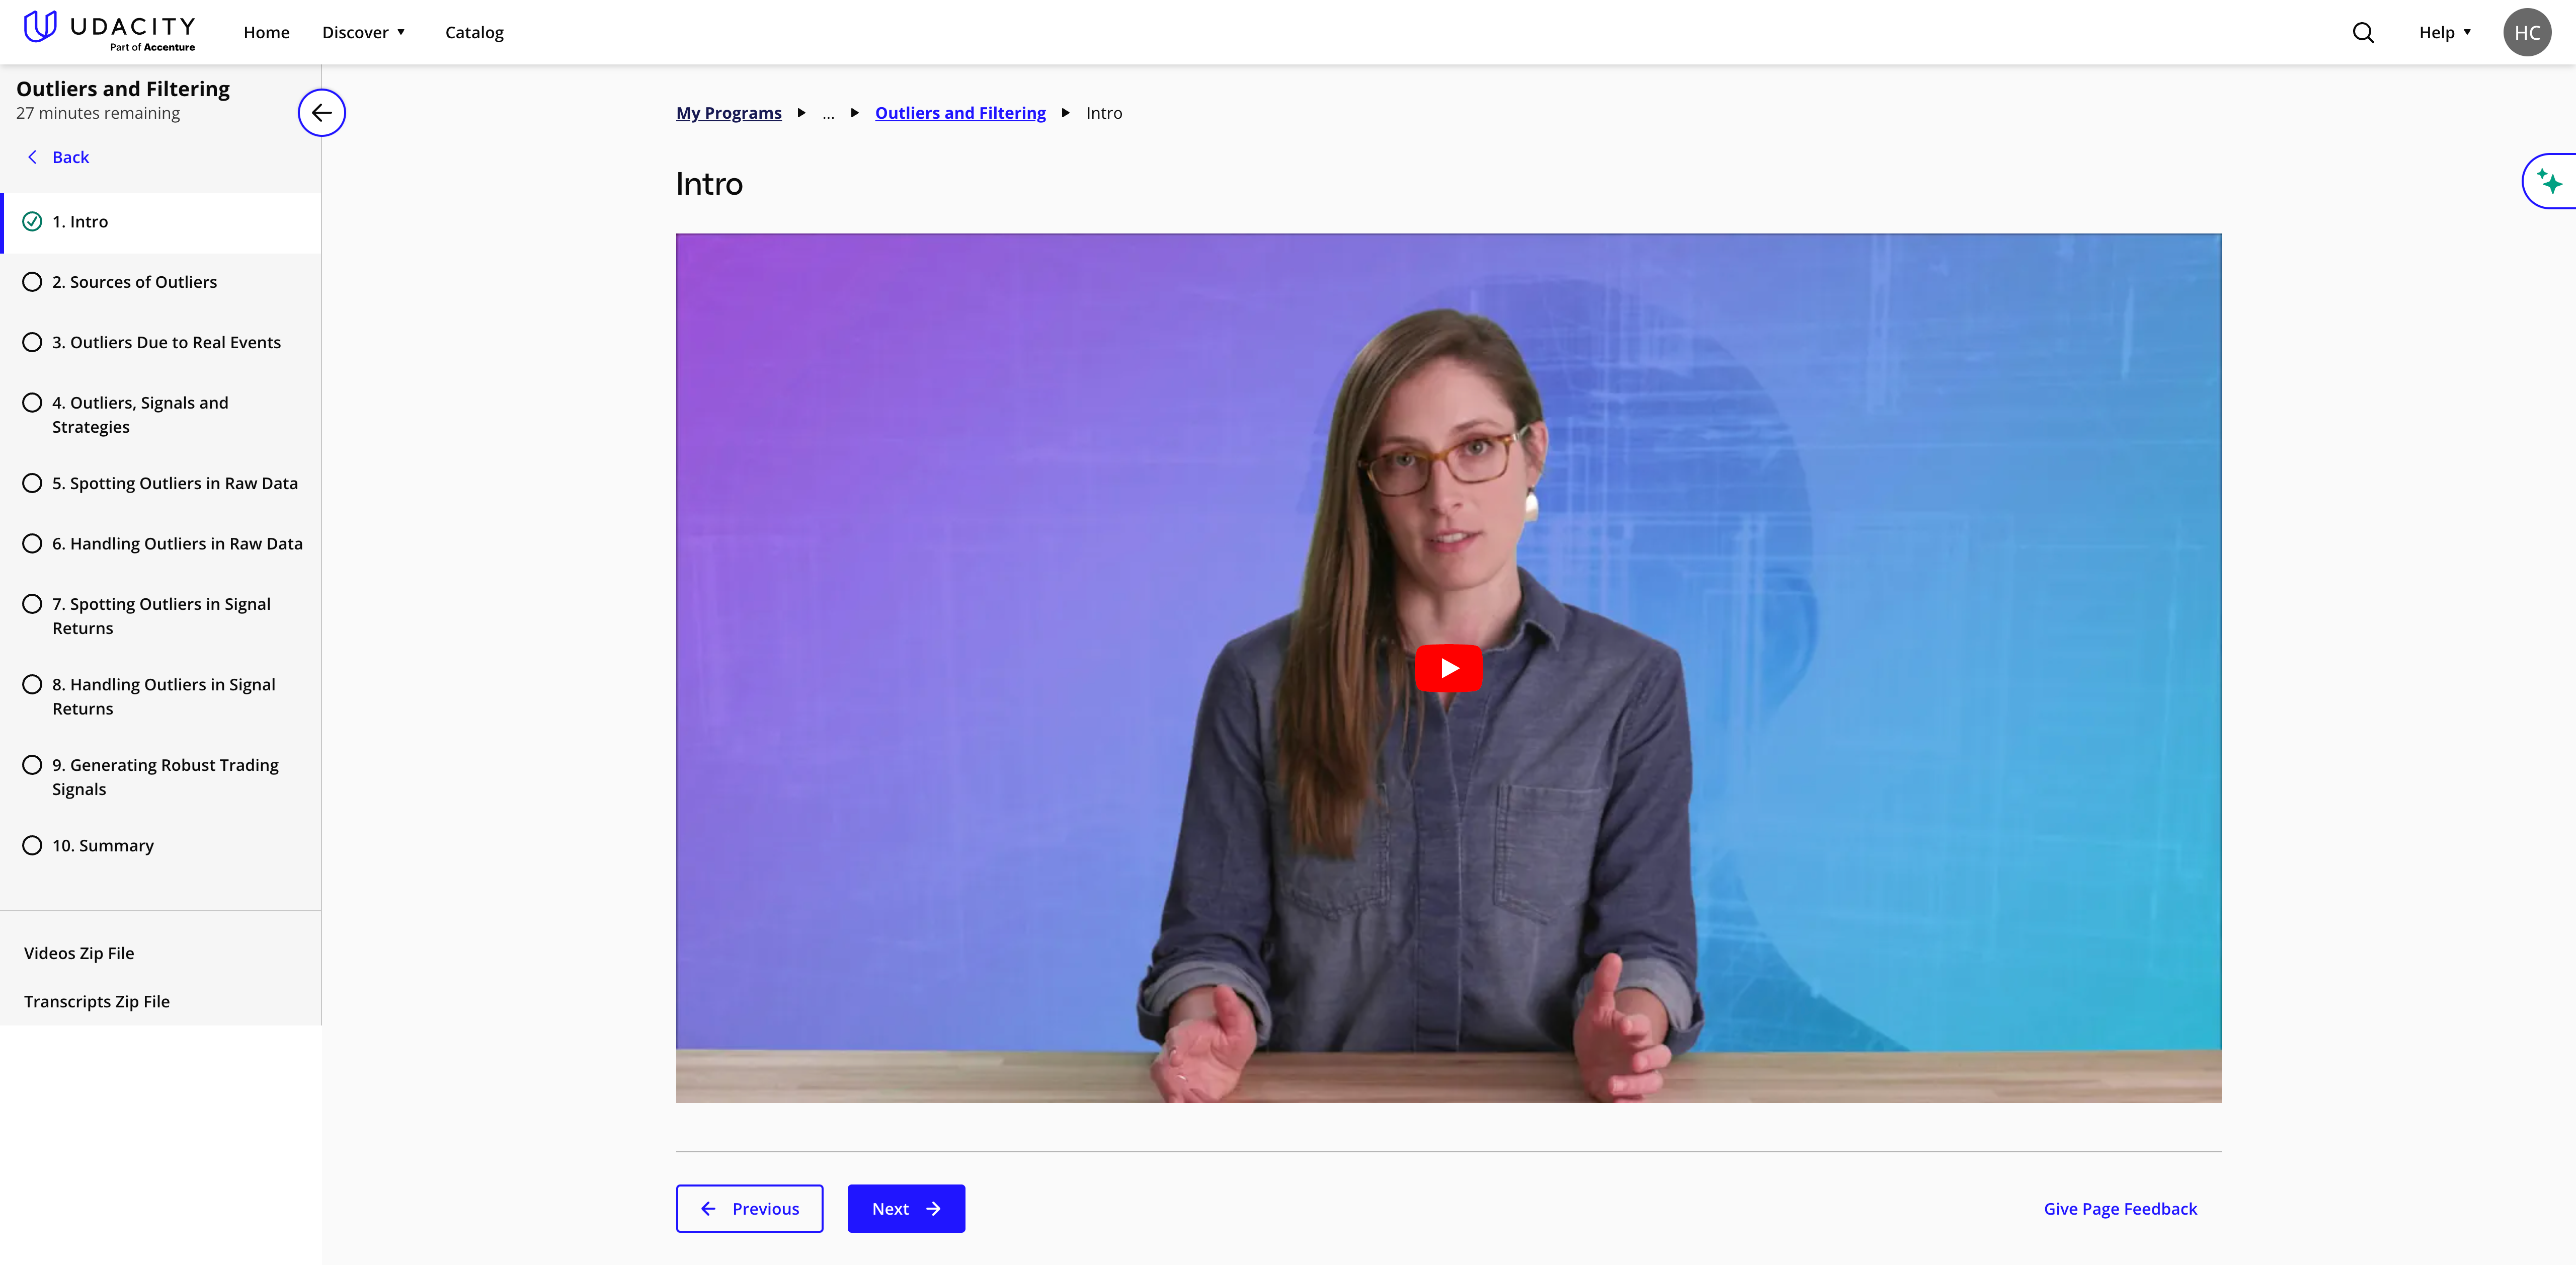 UDACITY
Part of Accenture
Home
Discover
Catalog
Help
HC
Outliers and Filtering
27 minutes remaining
Back
1. Intro
2. Sources of Outliers
3. Outliers Due to Real Events
4. Outliers, Signals and
Strategies
5. Spotting Outliers in Raw Data
6. Handling Outliers in Raw Data
7. Spotting Outliers in Signal
Returns
8. Handling Outliers in Signal
Returns
9. Generating Robust Trading
Signals
10. Summary
Videos Zip File
Transcripts Zip File
My Programs ... Outliers and Filtering Intro
Intro
Previous
Next
Give Page Feedback